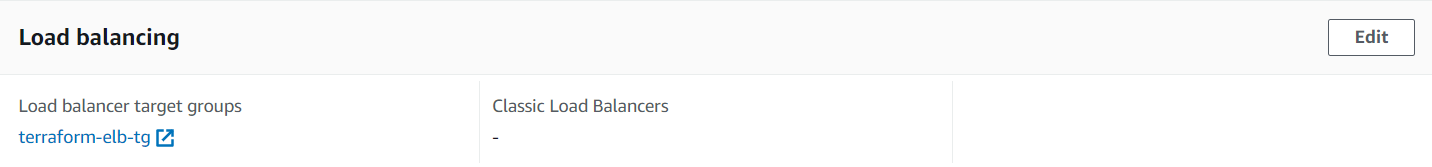 Load balancing
Edit
Load balancer target groups
Classic Load Balancers
terraform-elb-tg
-